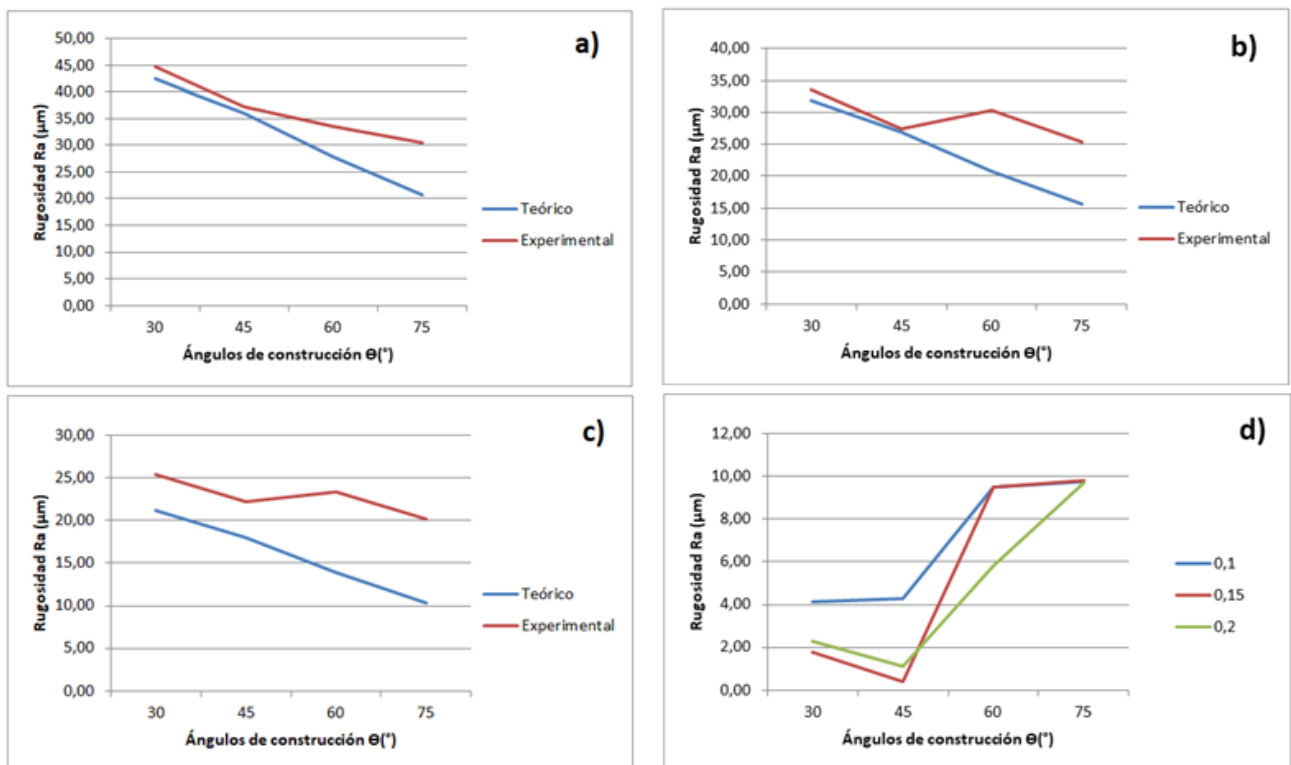 a)
Rugosidad Ra (µm)
50,00
45,00
40,00
35,00
30,00
25,00
20,00
15,00
10,00
5,00
0,00
30 45 60 75
Ángulos de construcción Ɵ(°)
Teórico
Experimental
b)
Rugosidad Ra (µm)
40,00
35,00
30,00
25,00
20,00
15,00
10,00
5,00
0,00
30 45 60 75
Ángulos de construcción Ɵ(°)
Teórico
Experimental
c)
Rugosidad Ra (µm)
30,00
25,00
20,00
15,00
10,00
5,00
0,00
30 45 60 75
Ángulos de construcción Ɵ(°)
Teórico
Experimental
d)
Rugosidad Ra (µm)
12,00
10,00
8,00
6,00
4,00
2,00
0,00
30 45 60 75
Ángulos de construcción Ɵ(°)
0,1
0,15
0,2